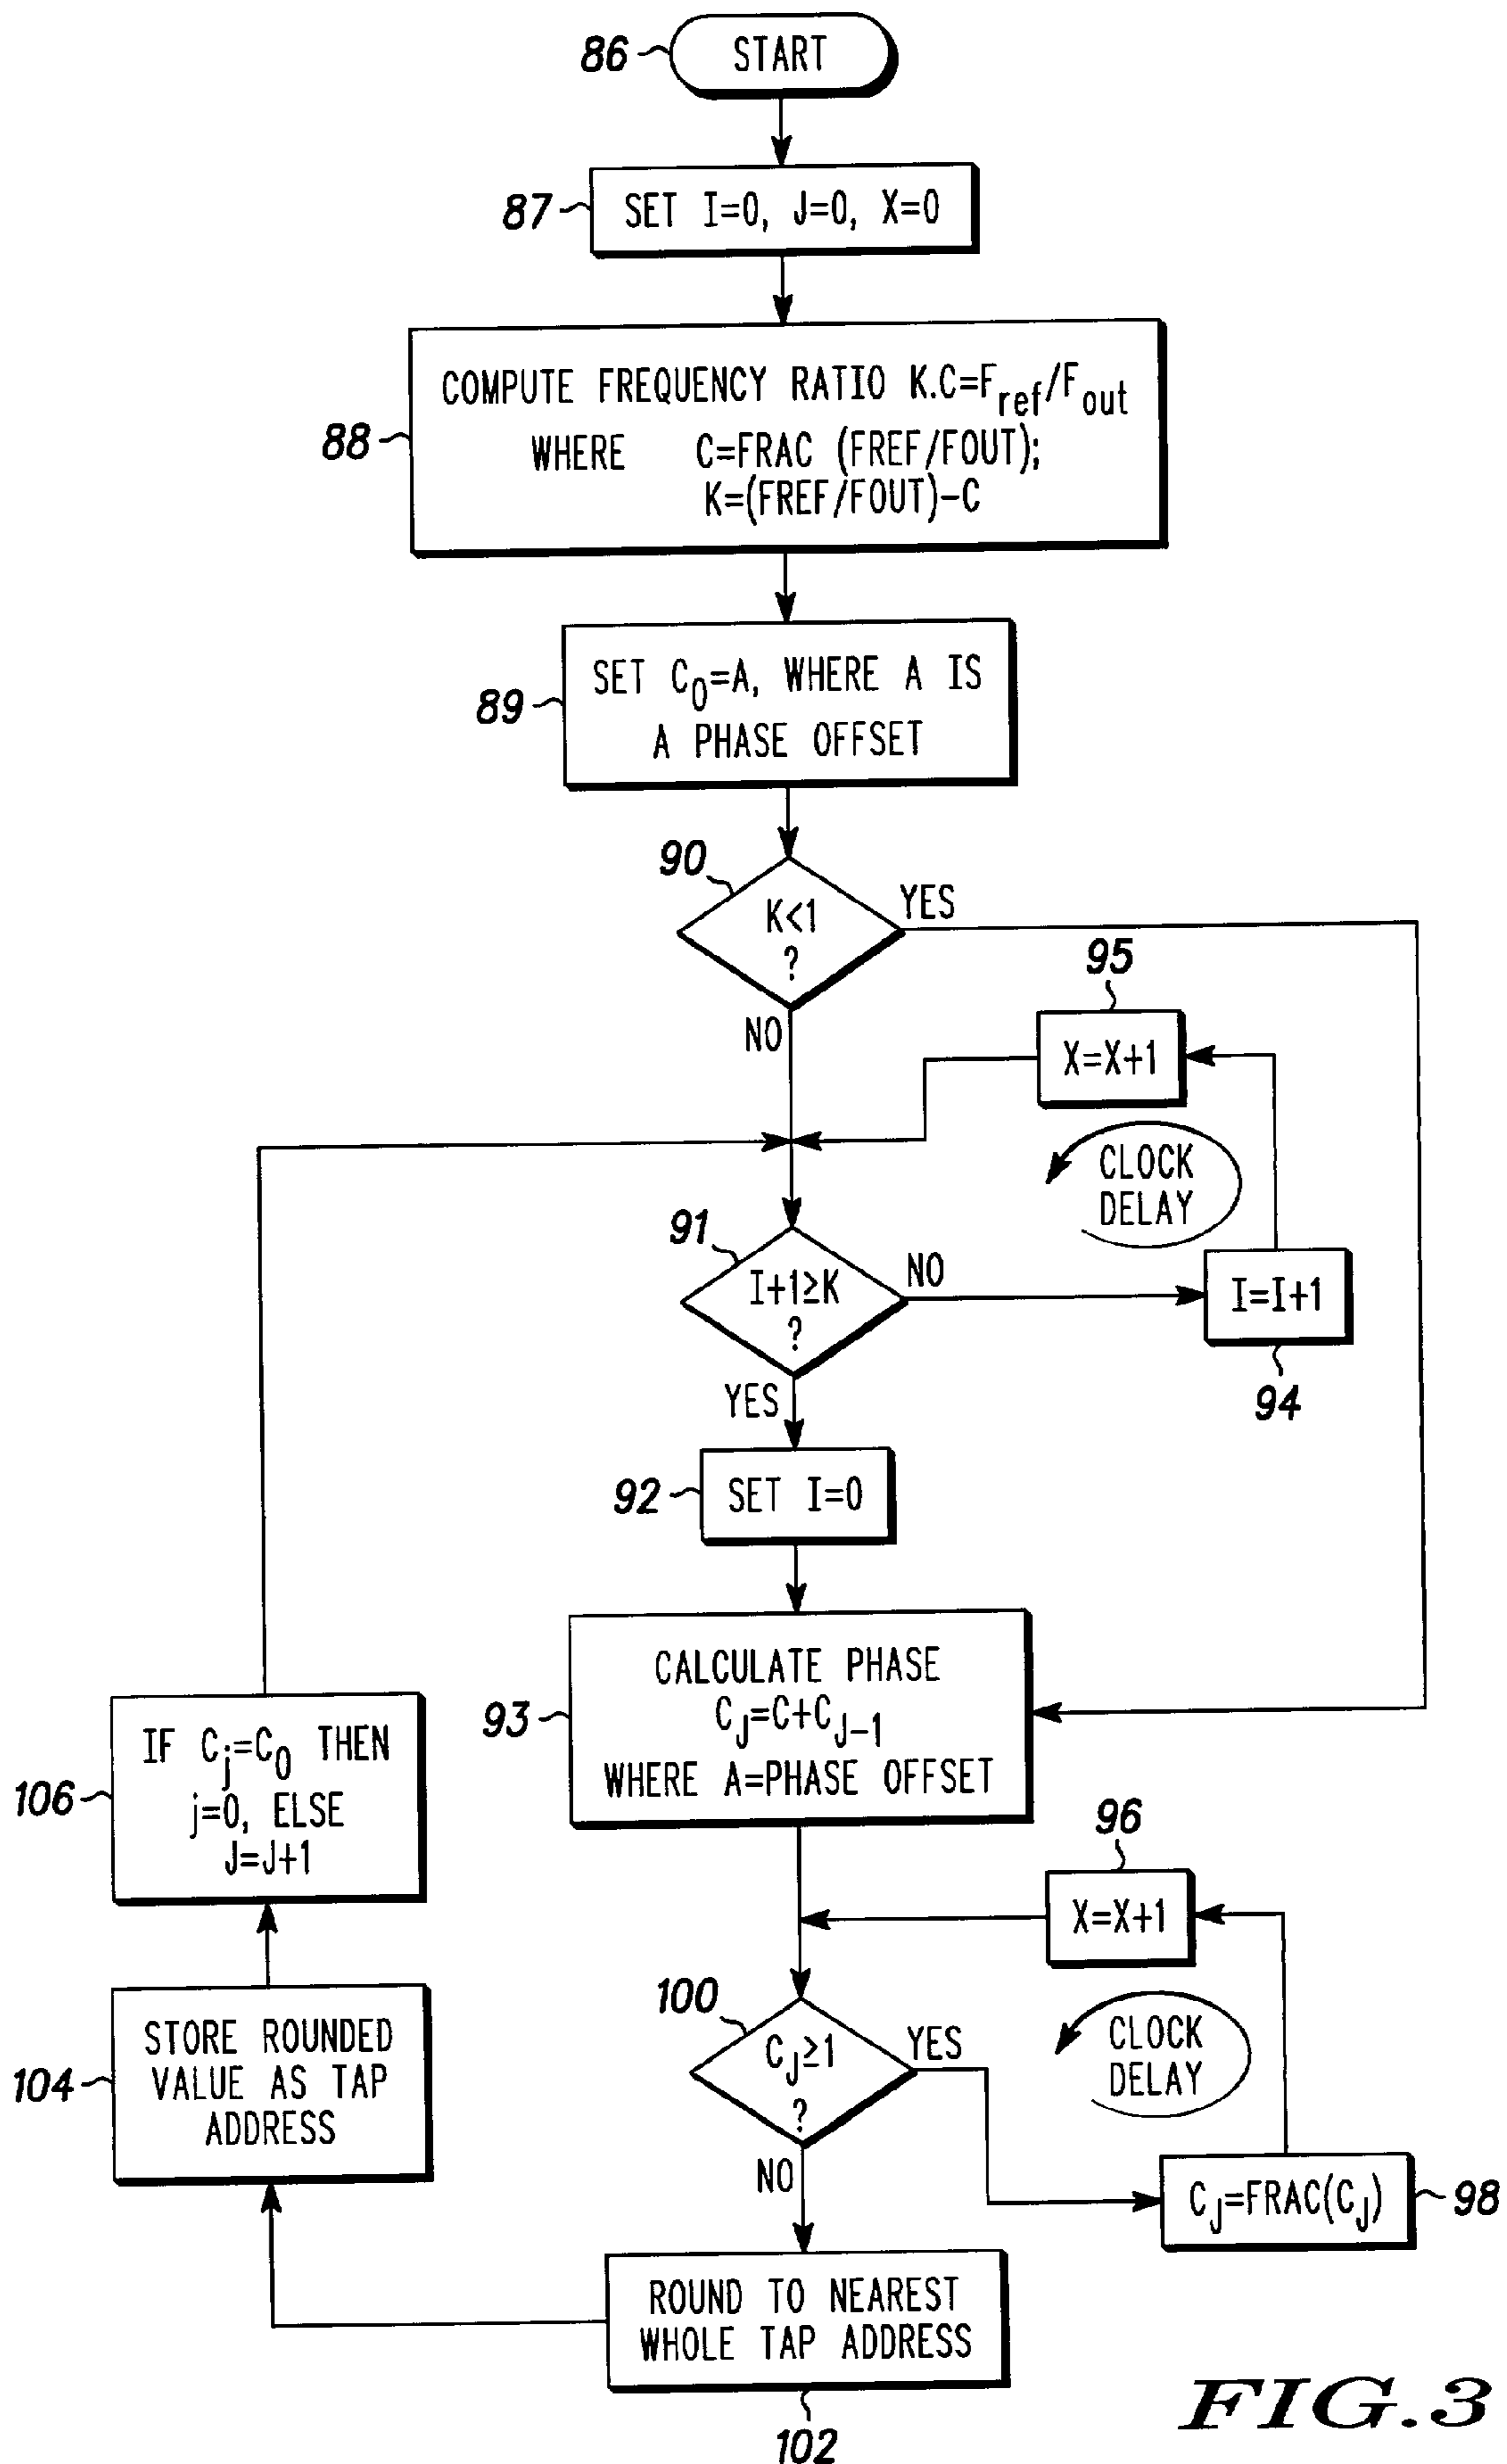 86
START
87
SET I=0, J=0, X=0
88
COMPUTE FREQUENCY RATIO K.C=Fref/Fout
WHERE C=FRAC (FREF/FOUT);
K=(FREF/FOUT)-C
89
SET C0=A, WHERE A IS
A PHASE OFFSET
90
K<1
?
YES
NO
95
X=X+1
CLOCK
DELAY
91
I+1≥K
?
NO
YES
I=I+1
94
92
SET I=0
93
CALCULATE PHASE
CJ=C+CJ-1
WHERE A=PHASE OFFSET
96
X=X+1
CLOCK
DELAY
100
CJ≥1
?
YES
NO
CJ=FRAC(CJ)
98
ROUND TO NEAREST
WHOLE TAP ADDRESS
102
104
STORE ROUNDED
VALUE AS TAP
ADDRESS
106
IF Cj=C0 THEN
j=0, ELSE
J=J+1
FIG.3